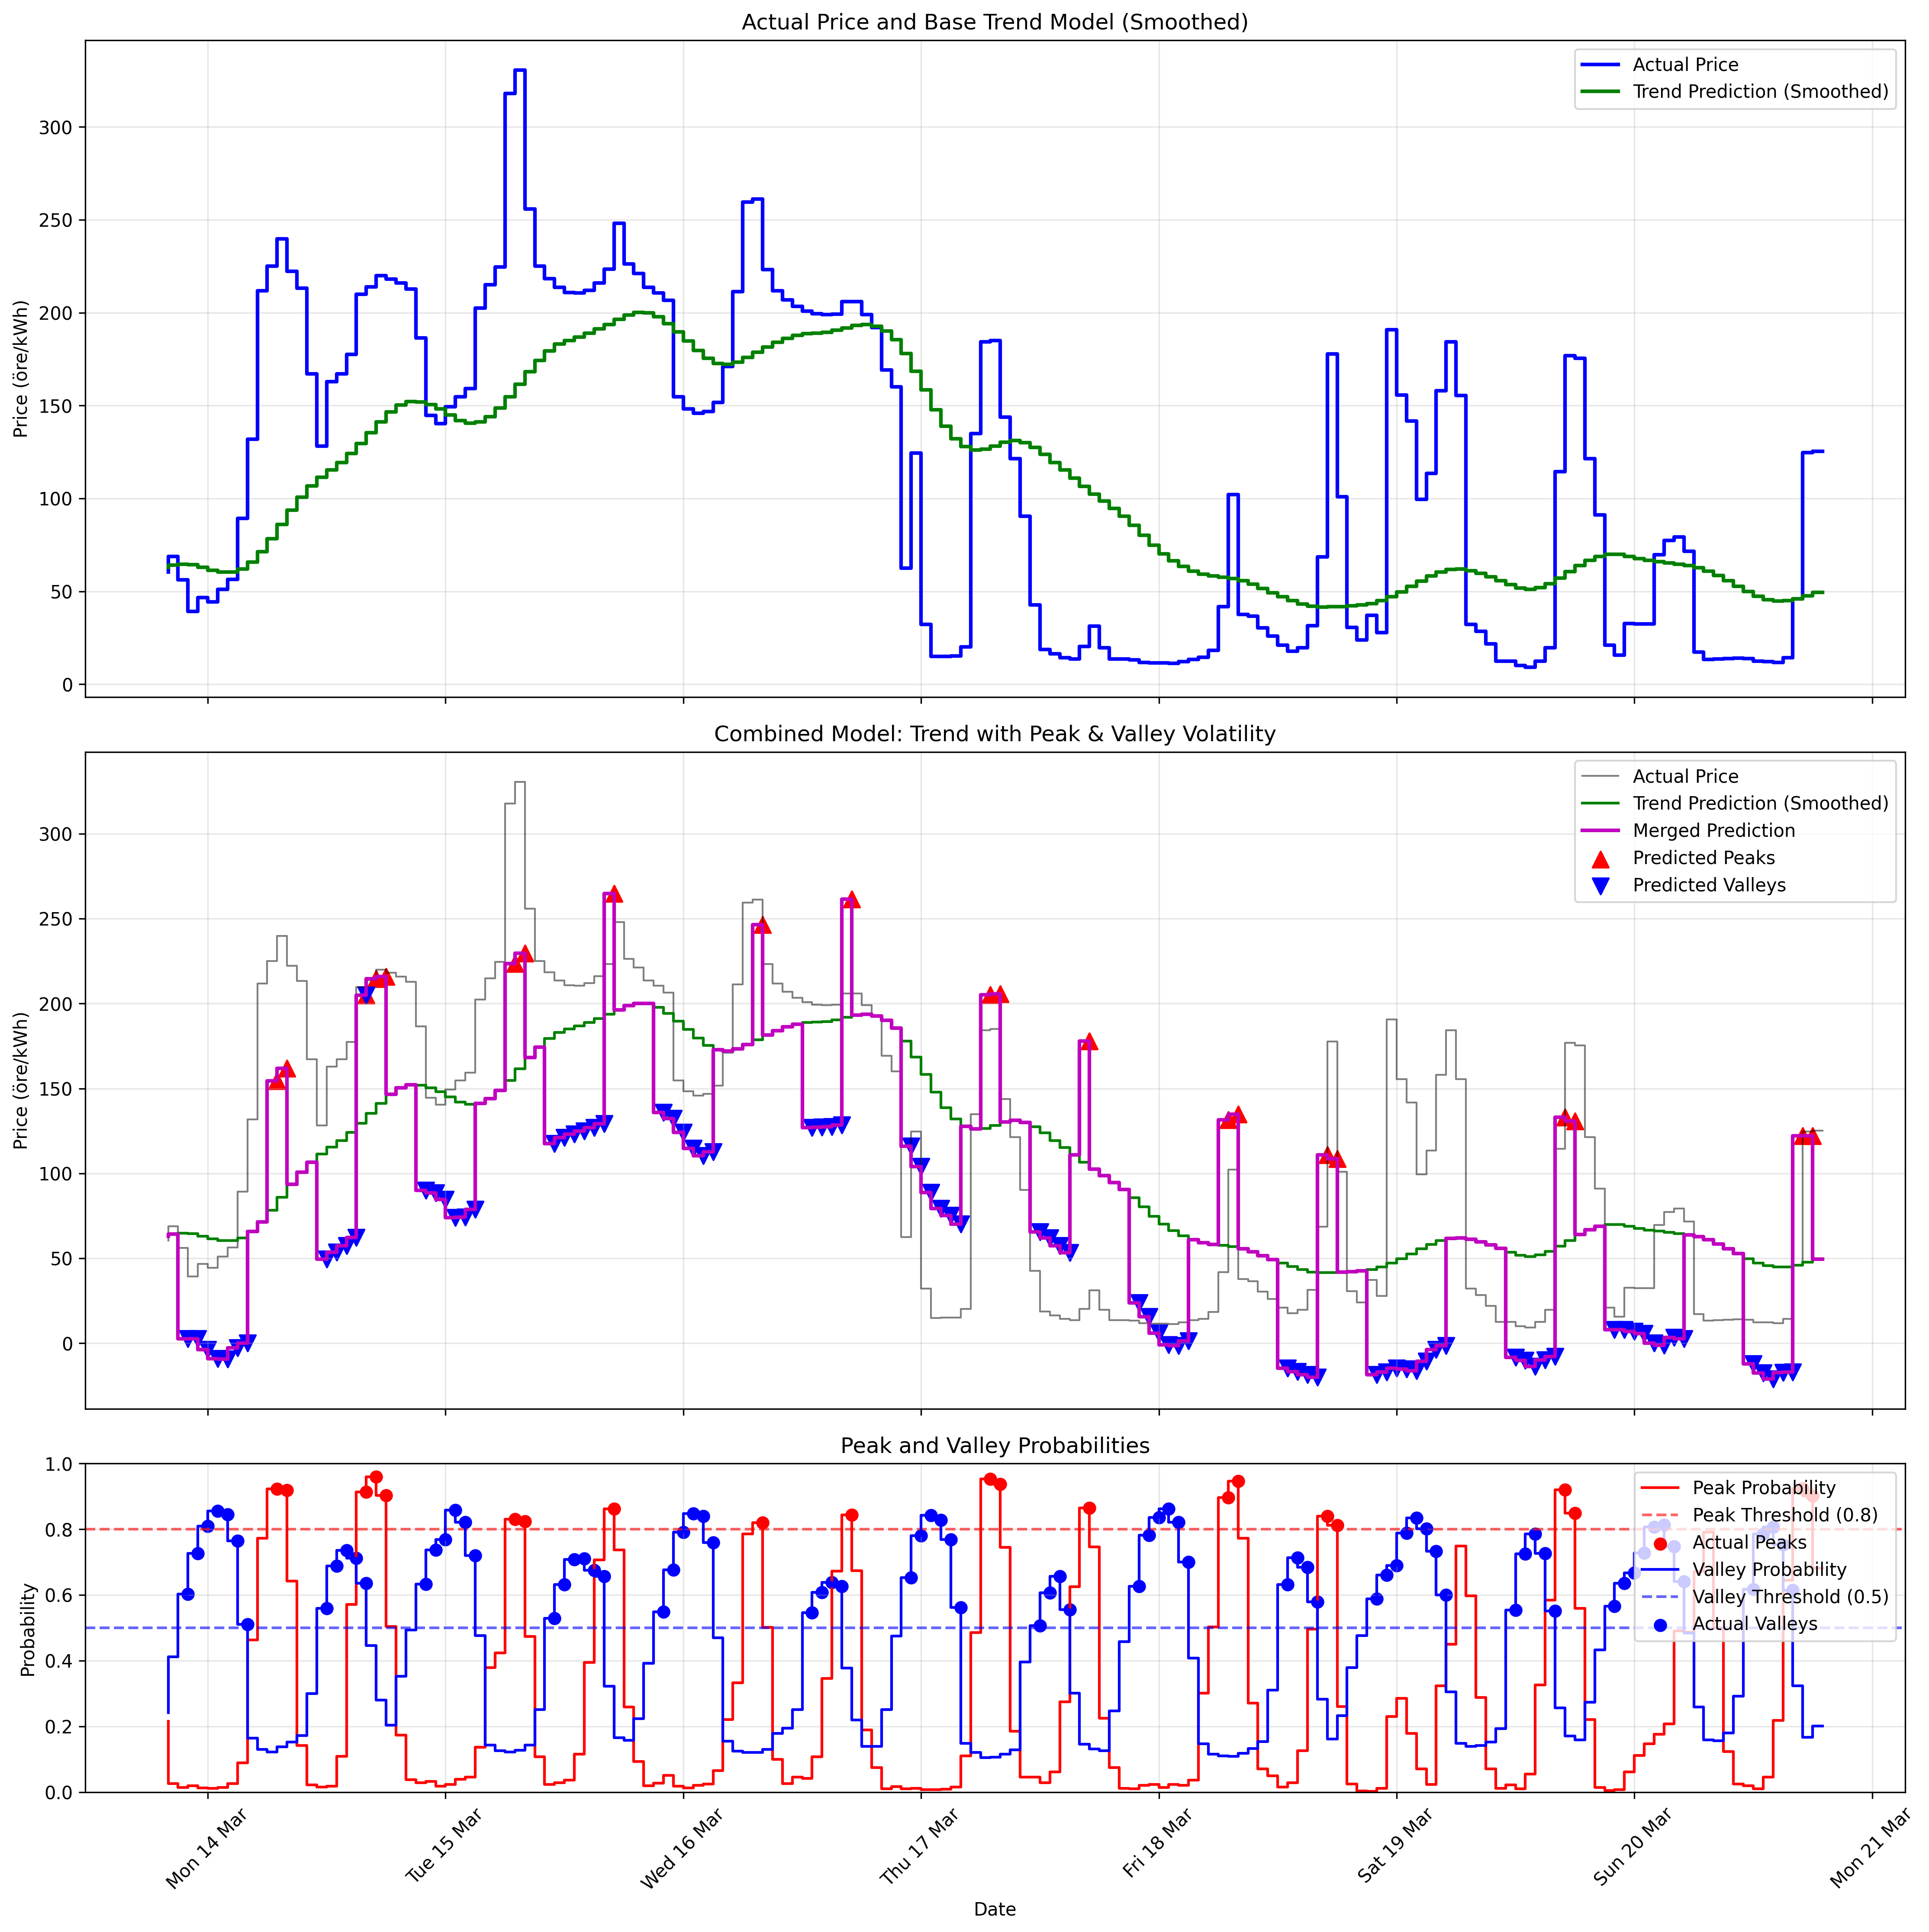 Actual Price and Base Trend Model (Smoothed)
Price (öre/kWh)
300
250
200
150
100
50
0
Actual Price
Trend Prediction (Smoothed)
Combined Model: Trend with Peak & Valley Volatility
Price (öre/kWh)
300
250
200
150
100
50
0
Actual Price
Trend Prediction (Smoothed)
Merged Prediction
Predicted Peaks
Predicted Valleys
Peak and Valley Probabilities
Probability
1.0
0.8
0.6
0.4
0.2
0.0
Peak Probability
Peak Threshold (0.8)
Actual Peaks
Valley Probability
Valley Threshold (0.5)
Actual Valleys
Mon 14 Mar
Tue 15 Mar
Wed 16 Mar
Thu 17 Mar
Fri 18 Mar
Sat 19 Mar
Sun 20 Mar
Mon 21 Mar
Date